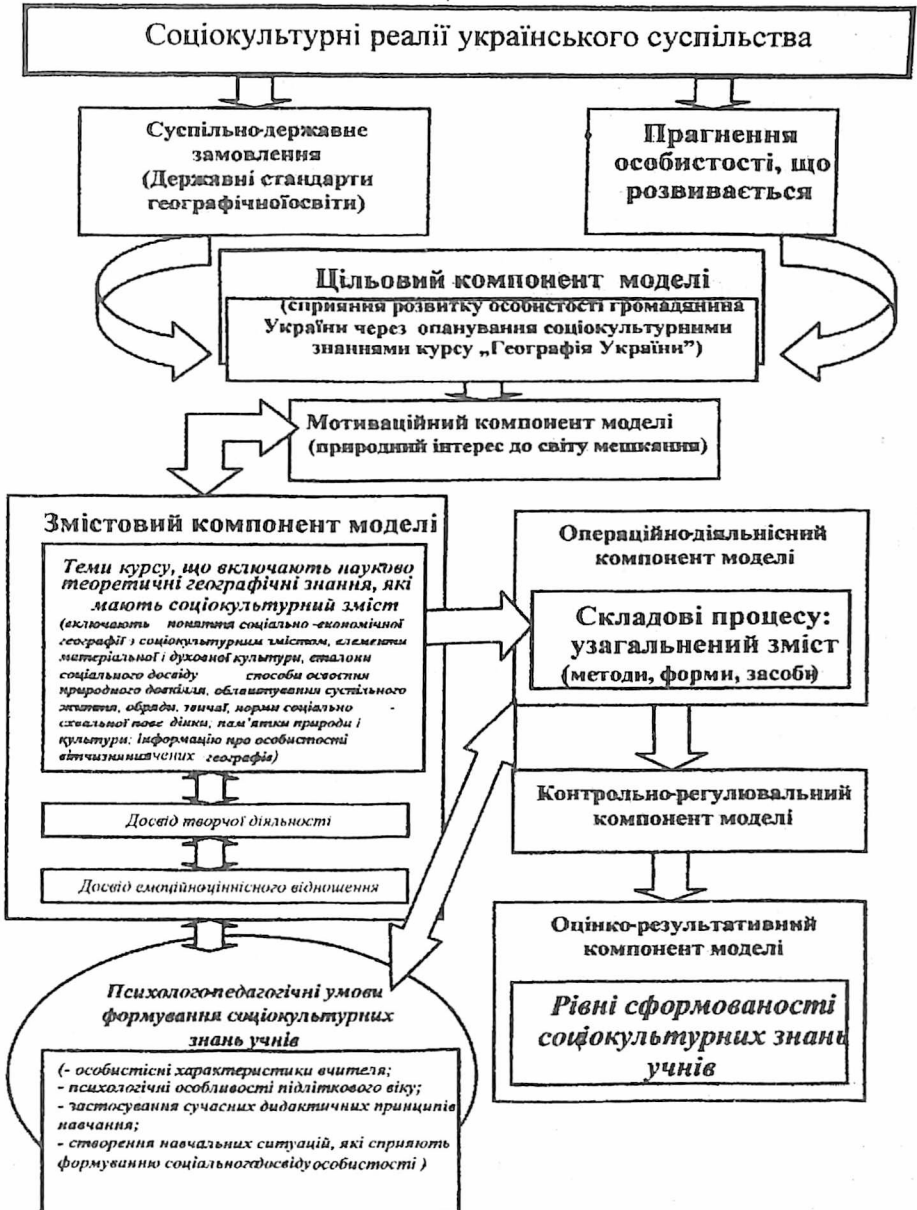 Соціокультурні реалії українського суспільства
Суспільно-державне
замовлення
(Державні стандарти
географічноїосвіти)
Прагнення
особистості, що
розвивається
Цільовий компонент моделі
(сприяння розвитку особистості громадянина
України через опанування соціокультурними
знаннями курсу „Географія України”)
Мотиваційний компонент моделі
(природний інтерес до світу мешкання)
Змістовий компонент моделі
Теми курсу, що включають науково
теоретичні географічні знання, які
мають соціокультурний зміст
(включають поняття соціально -економічної
географії з соціокультурним змістом, елементи
матеріальної і духовної культури, еталони
соціального досвіду способи освоєння
природного довкілля, облаштування суспільного
життя, обряди, звичаї, норми соціально -
схвальної пове дінки; пам’ятки природи і
культури; інформацію про особистості
вітчизнянихвчених географів)
Досвід творчої діяльності
Досвід емоційноціннісного відношення
Операційно-діяльнісний
компонент моделі
Складові процесу:
узагальнений зміст
(методи, форми, засоби)
Контрольно-регулювальний
компонент моделі
Оцінко-результативний
компонент моделі
Рівні сформованості
соціокультурних знань
учнів
Психолого-педагогічні умови
формування соціокультурних
знань учнів
(- особистісні характеристики вчителя;
- психологічні особливості підліткового віку;
- застосування сучасних дидактичних принципів
навчання;
- створення навчальних ситуацій, які сприяють
формуванню соціальногодосвіду особистості )